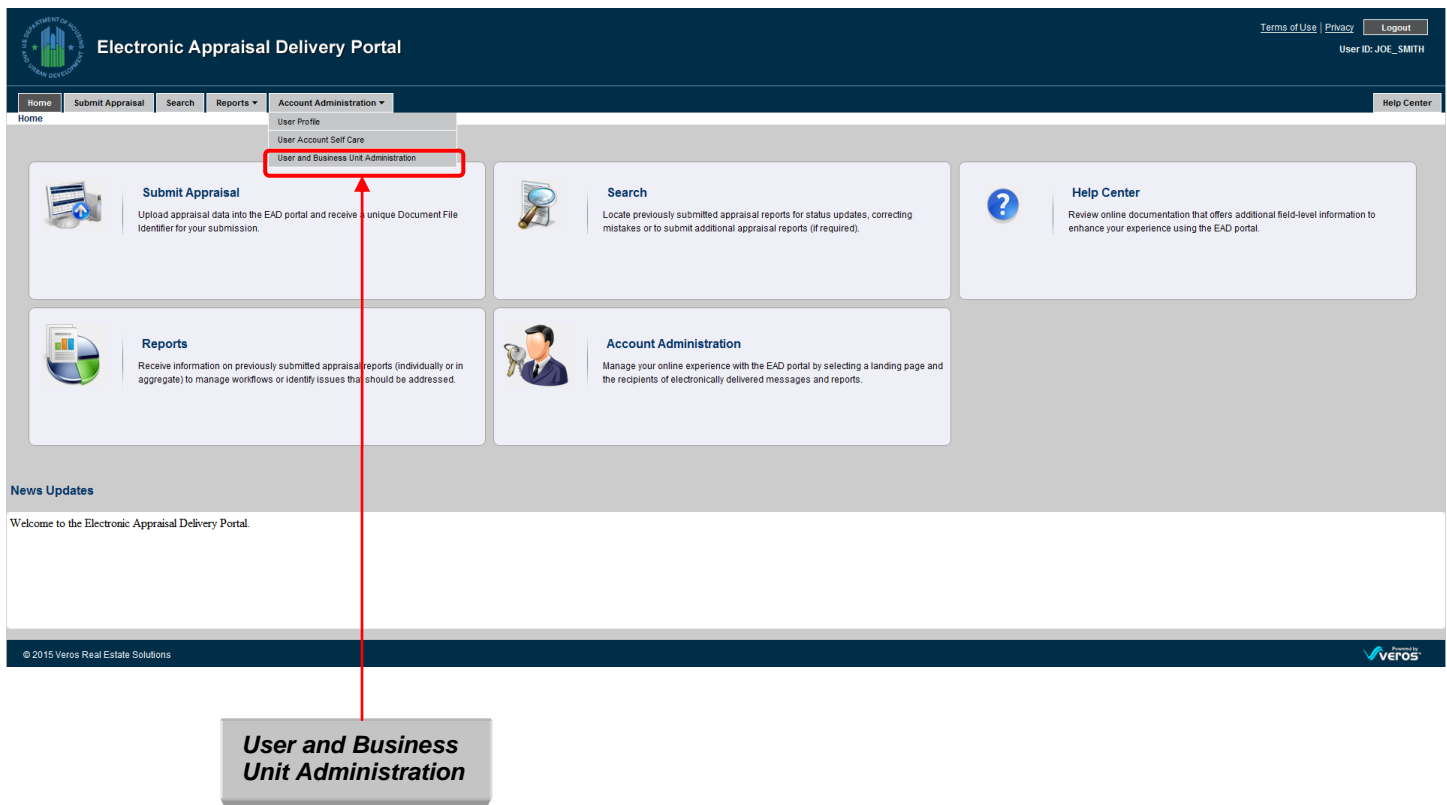 U.S. DEPARTMENT OF HOUSING AND URBAN DEVELOPMENT
Electronic Appraisal Delivery Portal
Terms of Use | Privacy Logout
User ID: JOE_SMITH
Home Submit Appraisal Search Reports Account Administration Help Center
Home
User Profile
User Account Self Care
User and Business Unit Administration
Submit Appraisal
Upload appraisal data into the EAD portal and receive a unique Document File
Identifier for your submission.
Search
Locate previously submitted appraisal reports for status updates, correcting
mistakes or to submit additional appraisal reports (if required).
Help Center
Review online documentation that offers additional field-level information to
enhance your experience using the EAD portal.
Reports
Receive information on previously submitted appraisal reports (individually or in
aggregate) to manage workflows or identify issues that should be addressed.
Account Administration
Manage your online experience with the EAD portal by selecting a landing page and
the recipients of electronically delivered messages and reports.
News Updates
Welcome to the Electronic Appraisal Delivery Portal.
© 2015 Veros Real Estate Solutions
Powered by
veros
User and Business
Unit Administration